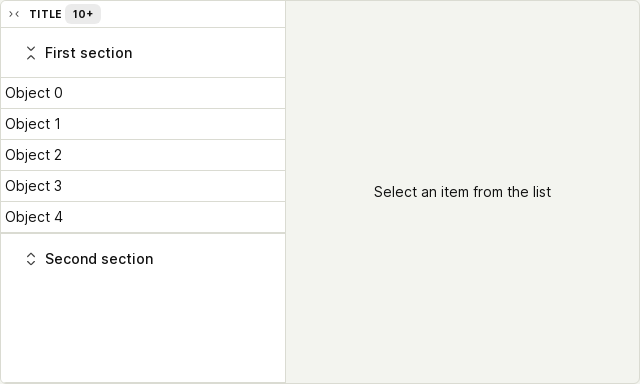 TITLE 10+
First section
Object 0
Object 1
Object 2
Object 3
Object 4
Second section
Select an item from the list